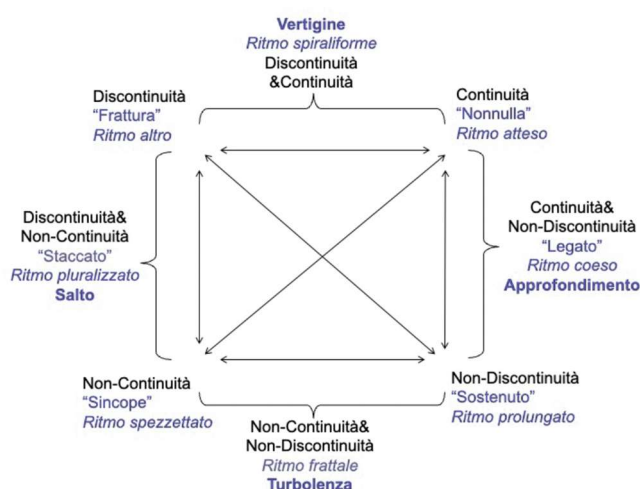 Vertigine
Ritmo spiraliforme
Discontinuità
&Continuità
Discontinuità
“Frattura”
Ritmo altro
Continuità
“Nonnulla”
Ritmo atteso
Discontinuità&
Non-Continuità
“Staccato”
Ritmo pluralizzato
Salto
Continuità&
Non-Discontinuità
“Legato”
Ritmo coeso
Approfondimento
Non-Continuità
“Sincope”
Ritmo spezzettato
Non-Discontinuità
“Sostenuto”
Ritmo prolungato
Non-Continuità&
Non-Discontinuità
Ritmo frattale
Turbolenza